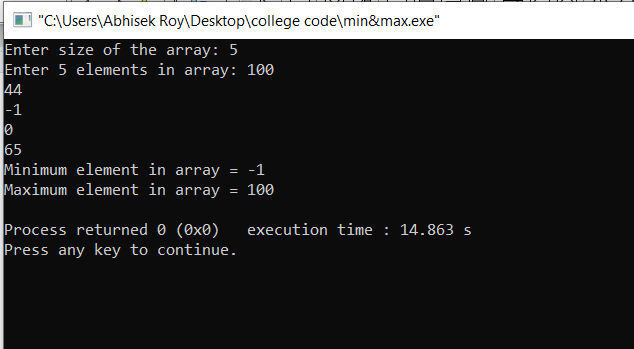 "C:\Users\Abhisek Roy\Desktop\college code\min&max.exe"
Enter size of the array: 5
Enter 5 elements in array: 100
44
-1
0
65
Minimum element in array = -1
Maximum element in array = 100
Process returned 0 (0x0)   execution time : 14.863 s
Press any key to continue.